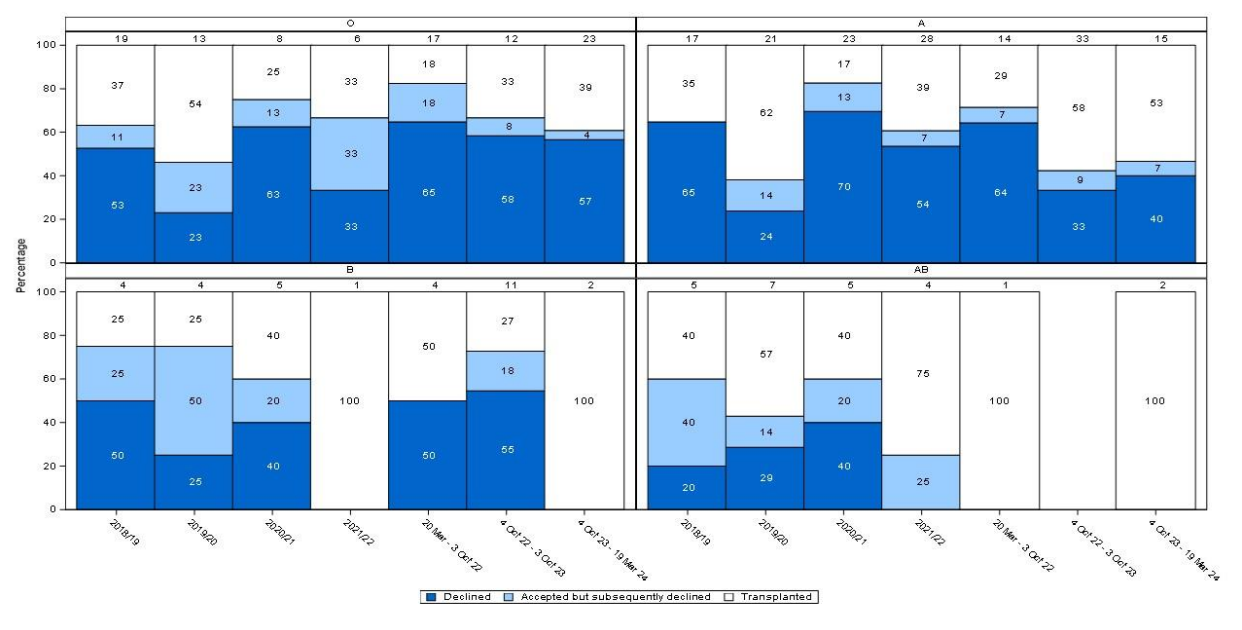 O A
19 13 8 6 17 12 23 17 21 23 28 14 33 15
100
80
60
40
20
0
37 54 25 33 18 33 39
11 23 13 33 18 8 4
53 23 63 33 65 58 57
35 62 17 39 29 58 53
14 13 7 7 9 7
65 24 70 54 64 33 40
Percentage
B AB
4 4 5 1 4 11 2 5 7 5 4 1 2
100
80
60
40
20
0
25 25 40 100 50 27 100
25 50 20 18
50 25 40 50 55
40 57 40 75 100 100
40 14 20 25
20 29 40
2018/19
2019/20
2020/21
2021/22
20 Mar - 3 Oct 22
4 Oct 22 - 3 Oct 23
4 Oct 23 - 19 Mar 24
2018/19
2019/20
2020/21
2021/22
20 Mar - 3 Oct 22
4 Oct 22 - 3 Oct 23
4 Oct 23 - 19 Mar 24
Declined Accepted but subsequently declined Transplanted